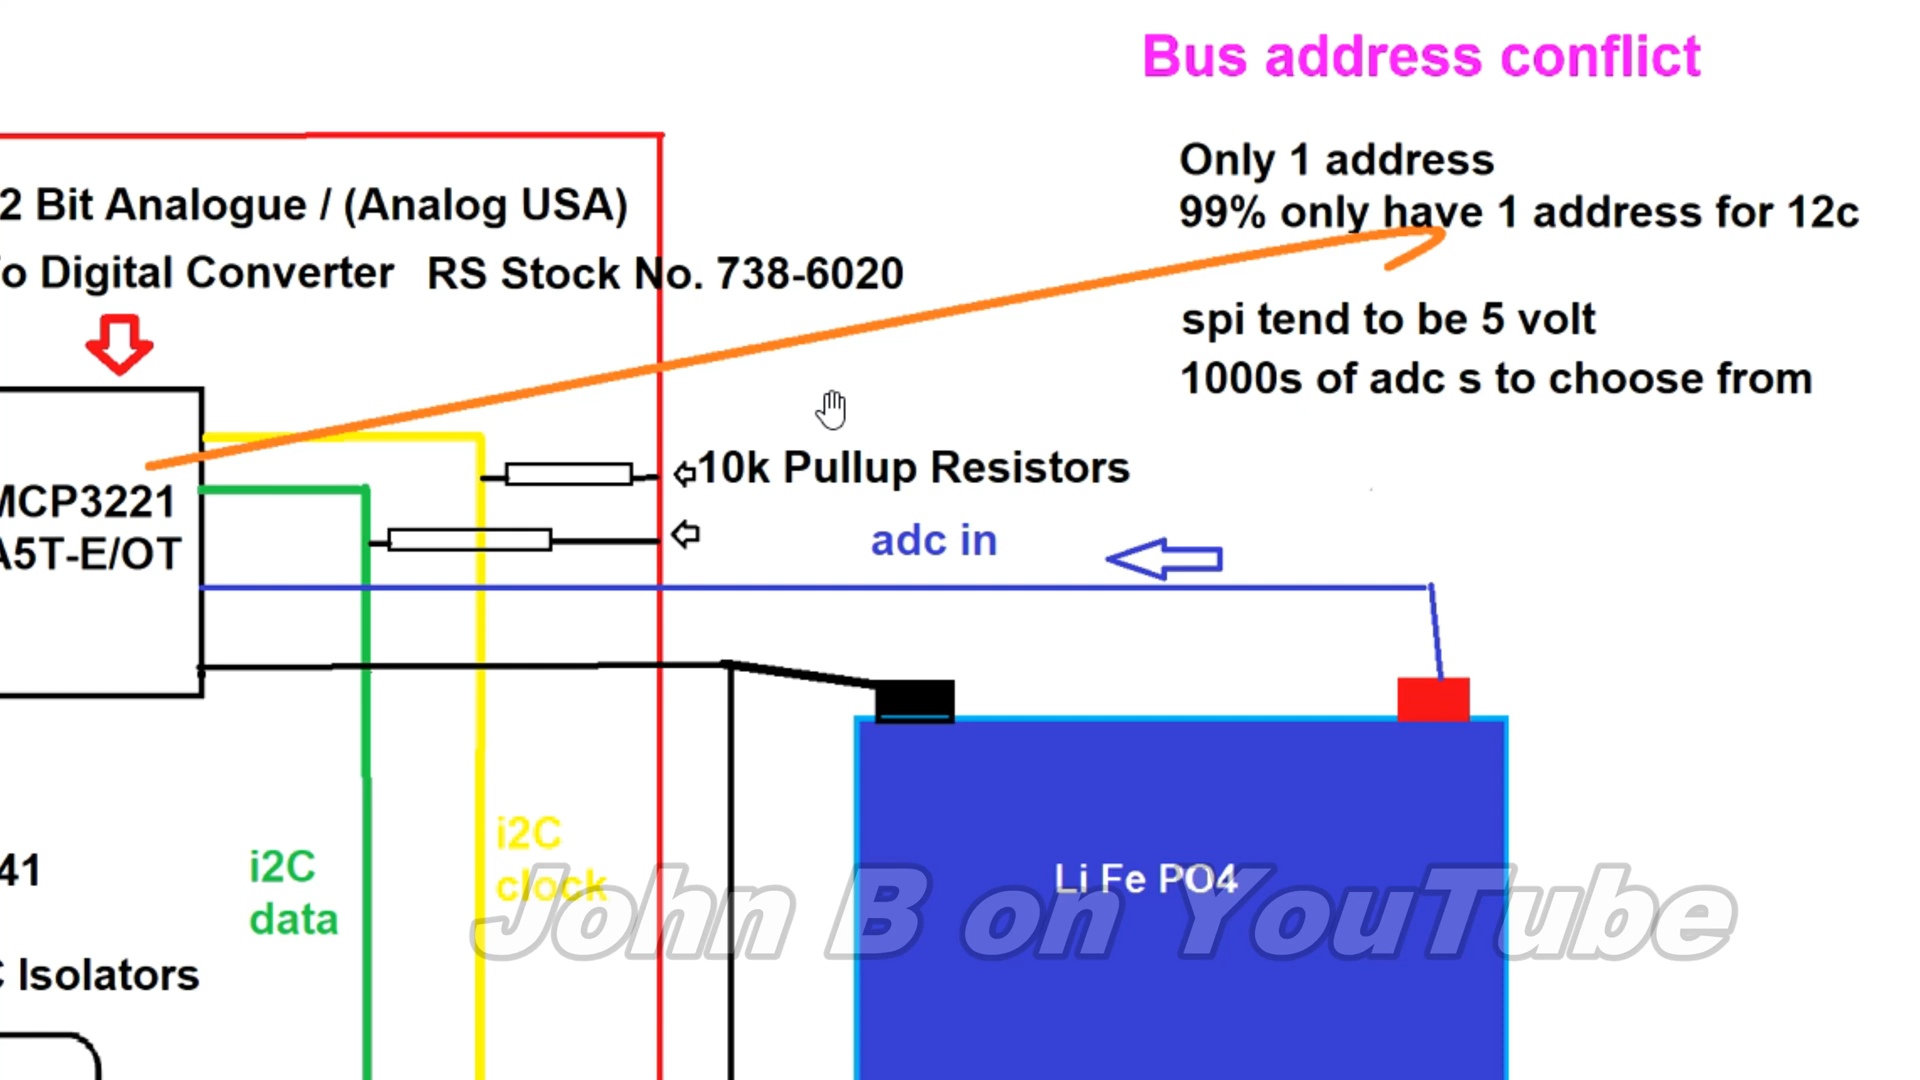 Bus address conflict
Only 1 address
99% only have 1 address for 12c
2 Bit Analogue / (Analog USA)
o Digital Converter RS Stock No. 738-6020
spi tend to be 5 volt
1000s of adc s to choose from
10k Pullup Resistors
MCP3221
A5T-E/OT
adc in
i2C
clock
41
i2C
data
Li Fe PO4
John B on YouTube
C Isolators